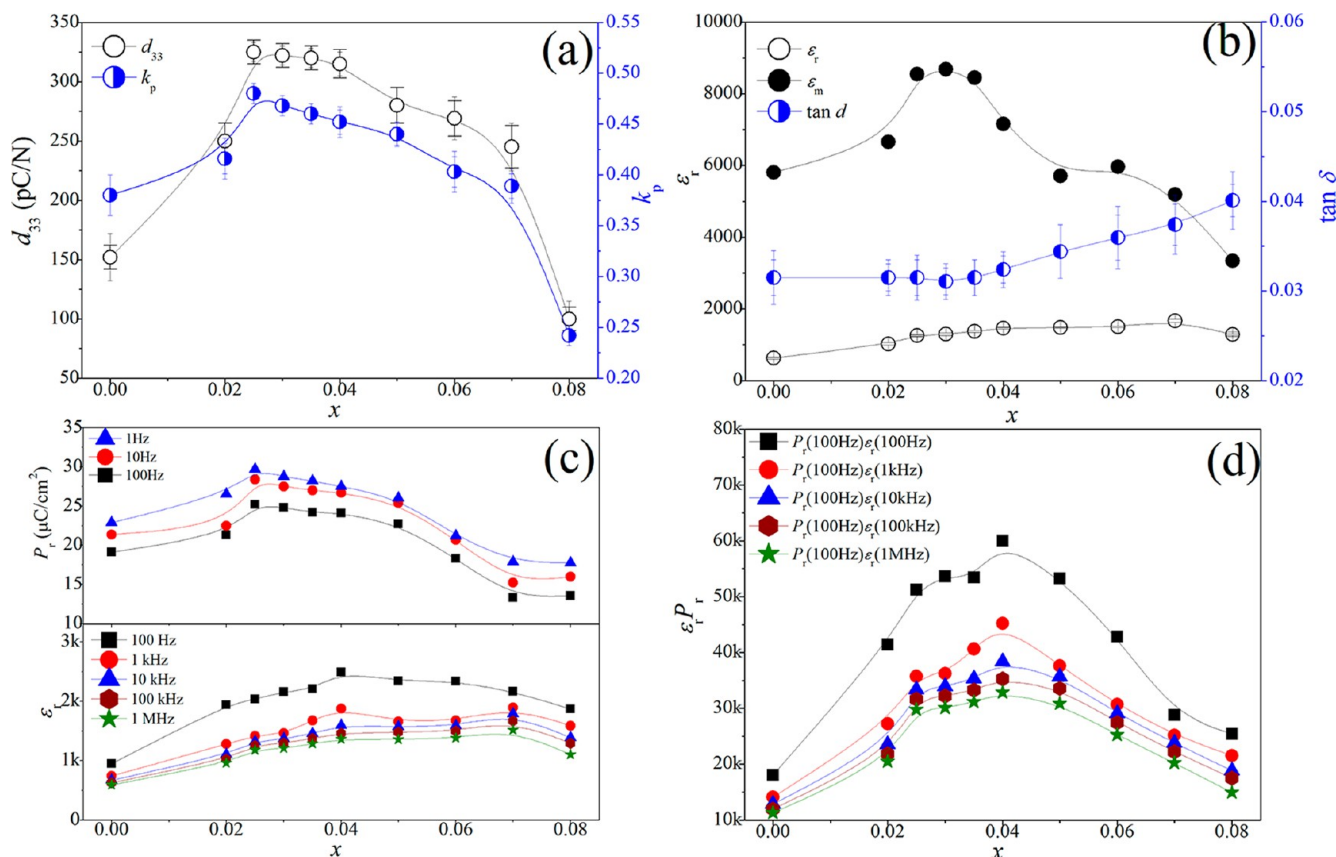 (a)
d33
kp
350
300
250
200
150
100
50
d33 (pC/N)
0.55
0.50
0.45
0.40
0.35
0.30
0.25
0.20
kp
0.00 0.02 0.04 0.06 0.08
x
(b)
εr
εm
tan d
10000
8000
6000
4000
2000
0
εr
0.06
0.05
0.04
0.03
0.02
tan δ
0.00 0.02 0.04 0.06 0.08
x
(c)
1Hz
10Hz
100Hz
35
30
25
20
15
10
Pr (μC/cm²)
100 Hz
1 kHz
10 kHz
100 kHz
1 MHz
3k
2k
1k
0
ε
0.00 0.02 0.04 0.06 0.08
x
(d)
Pr(100Hz)εr(100Hz)
Pr(100Hz)εr(1kHz)
Pr(100Hz)εr(10kHz)
Pr(100Hz)εr(100kHz)
Pr(100Hz)εr(1MHz)
80k
70k
60k
50k
40k
30k
20k
10k
εrPr
0.00 0.02 0.04 0.06 0.08
x